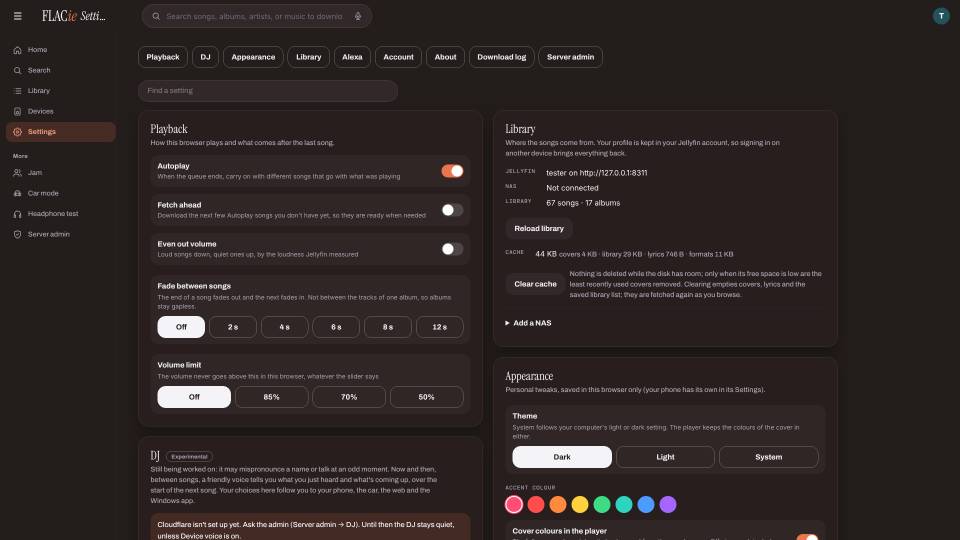 FLACie Setti...
Search songs, albums, artists, or music to downlo
T
Home
Search
Library
Devices
Settings
More
Jam
Car mode
Headphone test
Server admin
Playback
DJ
Appearance
Library
Alexa
Account
About
Download log
Server admin
Find a setting
Playback
How this browser plays and what comes after the last song.
Autoplay
When the queue ends, carry on with different songs that go with what was playing
Fetch ahead
Download the next few Autoplay songs you don't have yet, so they are ready when needed
Even out volume
Loud songs down, quiet ones up, by the loudness Jellyfin measured
Fade between songs
The end of a song fades out and the next fades in. Not between the tracks of one album, so albums
stay gapless.
Off
2 s
4 s
6 s
8 s
12 s
Volume limit
The volume never goes above this in this browser, whatever the slider says
Off
85%
70%
50%
DJ
Experimental
Still being worked on: it may mispronounce a name or talk at an odd moment. Now and then,
between songs, a friendly voice tells you what you just heard and what's coming up, over the
start of the next song. Your choices here follow you to your phone, the car, the web and the
Windows app.
Cloudflare isn't set up yet. Ask the admin (Server admin → DJ). Until then the DJ stays quiet,
unless Device voice is on.
Library
Where the songs come from. Your profile is kept in your Jellyfin account, so signing in on
another device brings everything back.
JELLYFIN tester on http://127.0.0.1:8311
NAS Not connected
LIBRARY 67 songs · 17 albums
Reload library
CACHE 44 KB covers 4 KB · library 29 KB · lyrics 746 B · formats 11 KB
Clear cache
Nothing is deleted while the disk has room; only when its free space is low are the
least recently used covers removed. Clearing empties covers, lyrics and the
saved library list; they are fetched again as you browse.
Add a NAS
Appearance
Personal tweaks, saved in this browser only (your phone has its own in its Settings).
Theme
System follows your computer's light or dark setting. The player keeps the colours of the cover in
either.
Dark
Light
System
ACCENT COLOUR
Cover colours in the player